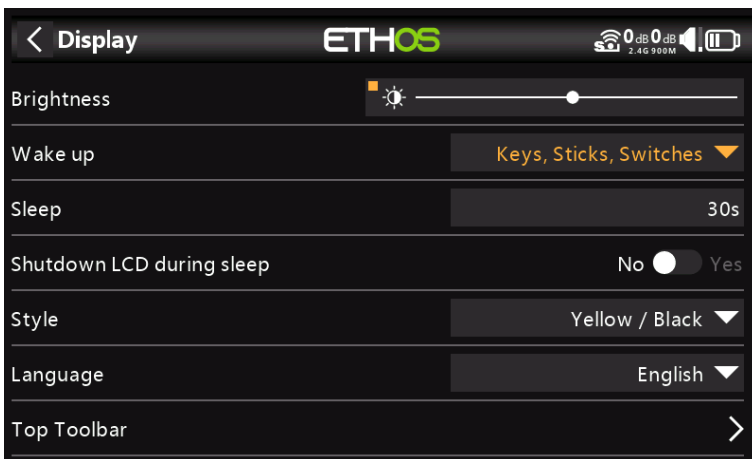 Display ETHOS 0dB 0dB
2.4G 900M
Brightness
Wake up Keys, Sticks, Switches
Sleep 30s
Shutdown LCD during sleep No Yes
Style Yellow / Black
Language English
Top Toolbar